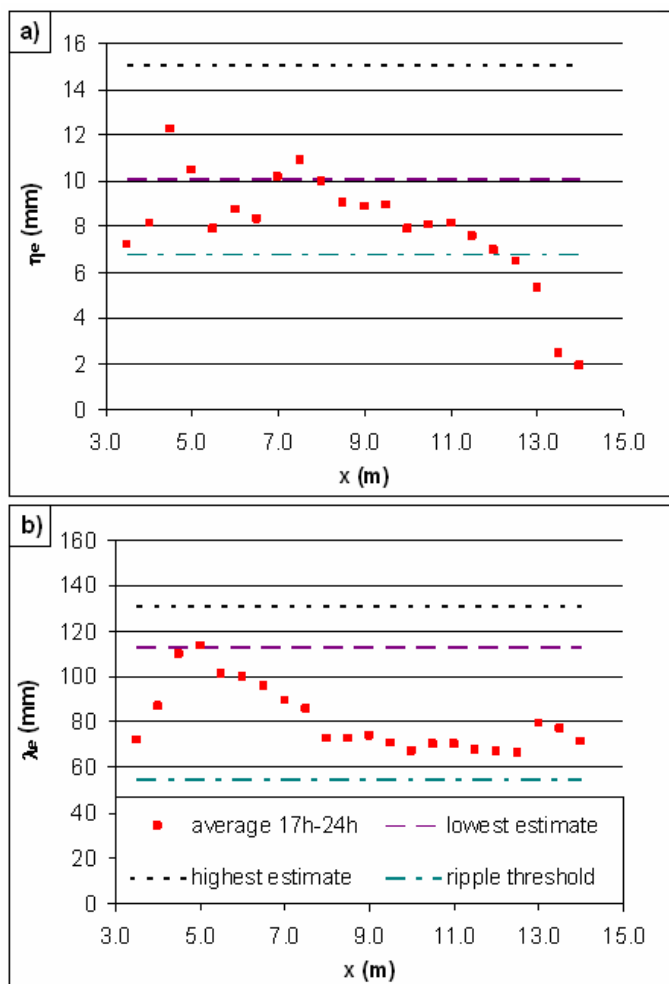 a)
16
14
12
10
8
6
4
2
0
ηe (mm)
3.0 5.0 7.0 9.0 11.0 13.0 15.0
x (m)
b)
160
140
120
100
80
60
40
20
0
λe (mm)
average 17h-24h lowest estimate
highest estimate ripple threshold
3.0 5.0 7.0 9.0 11.0 13.0 15.0
x (m)